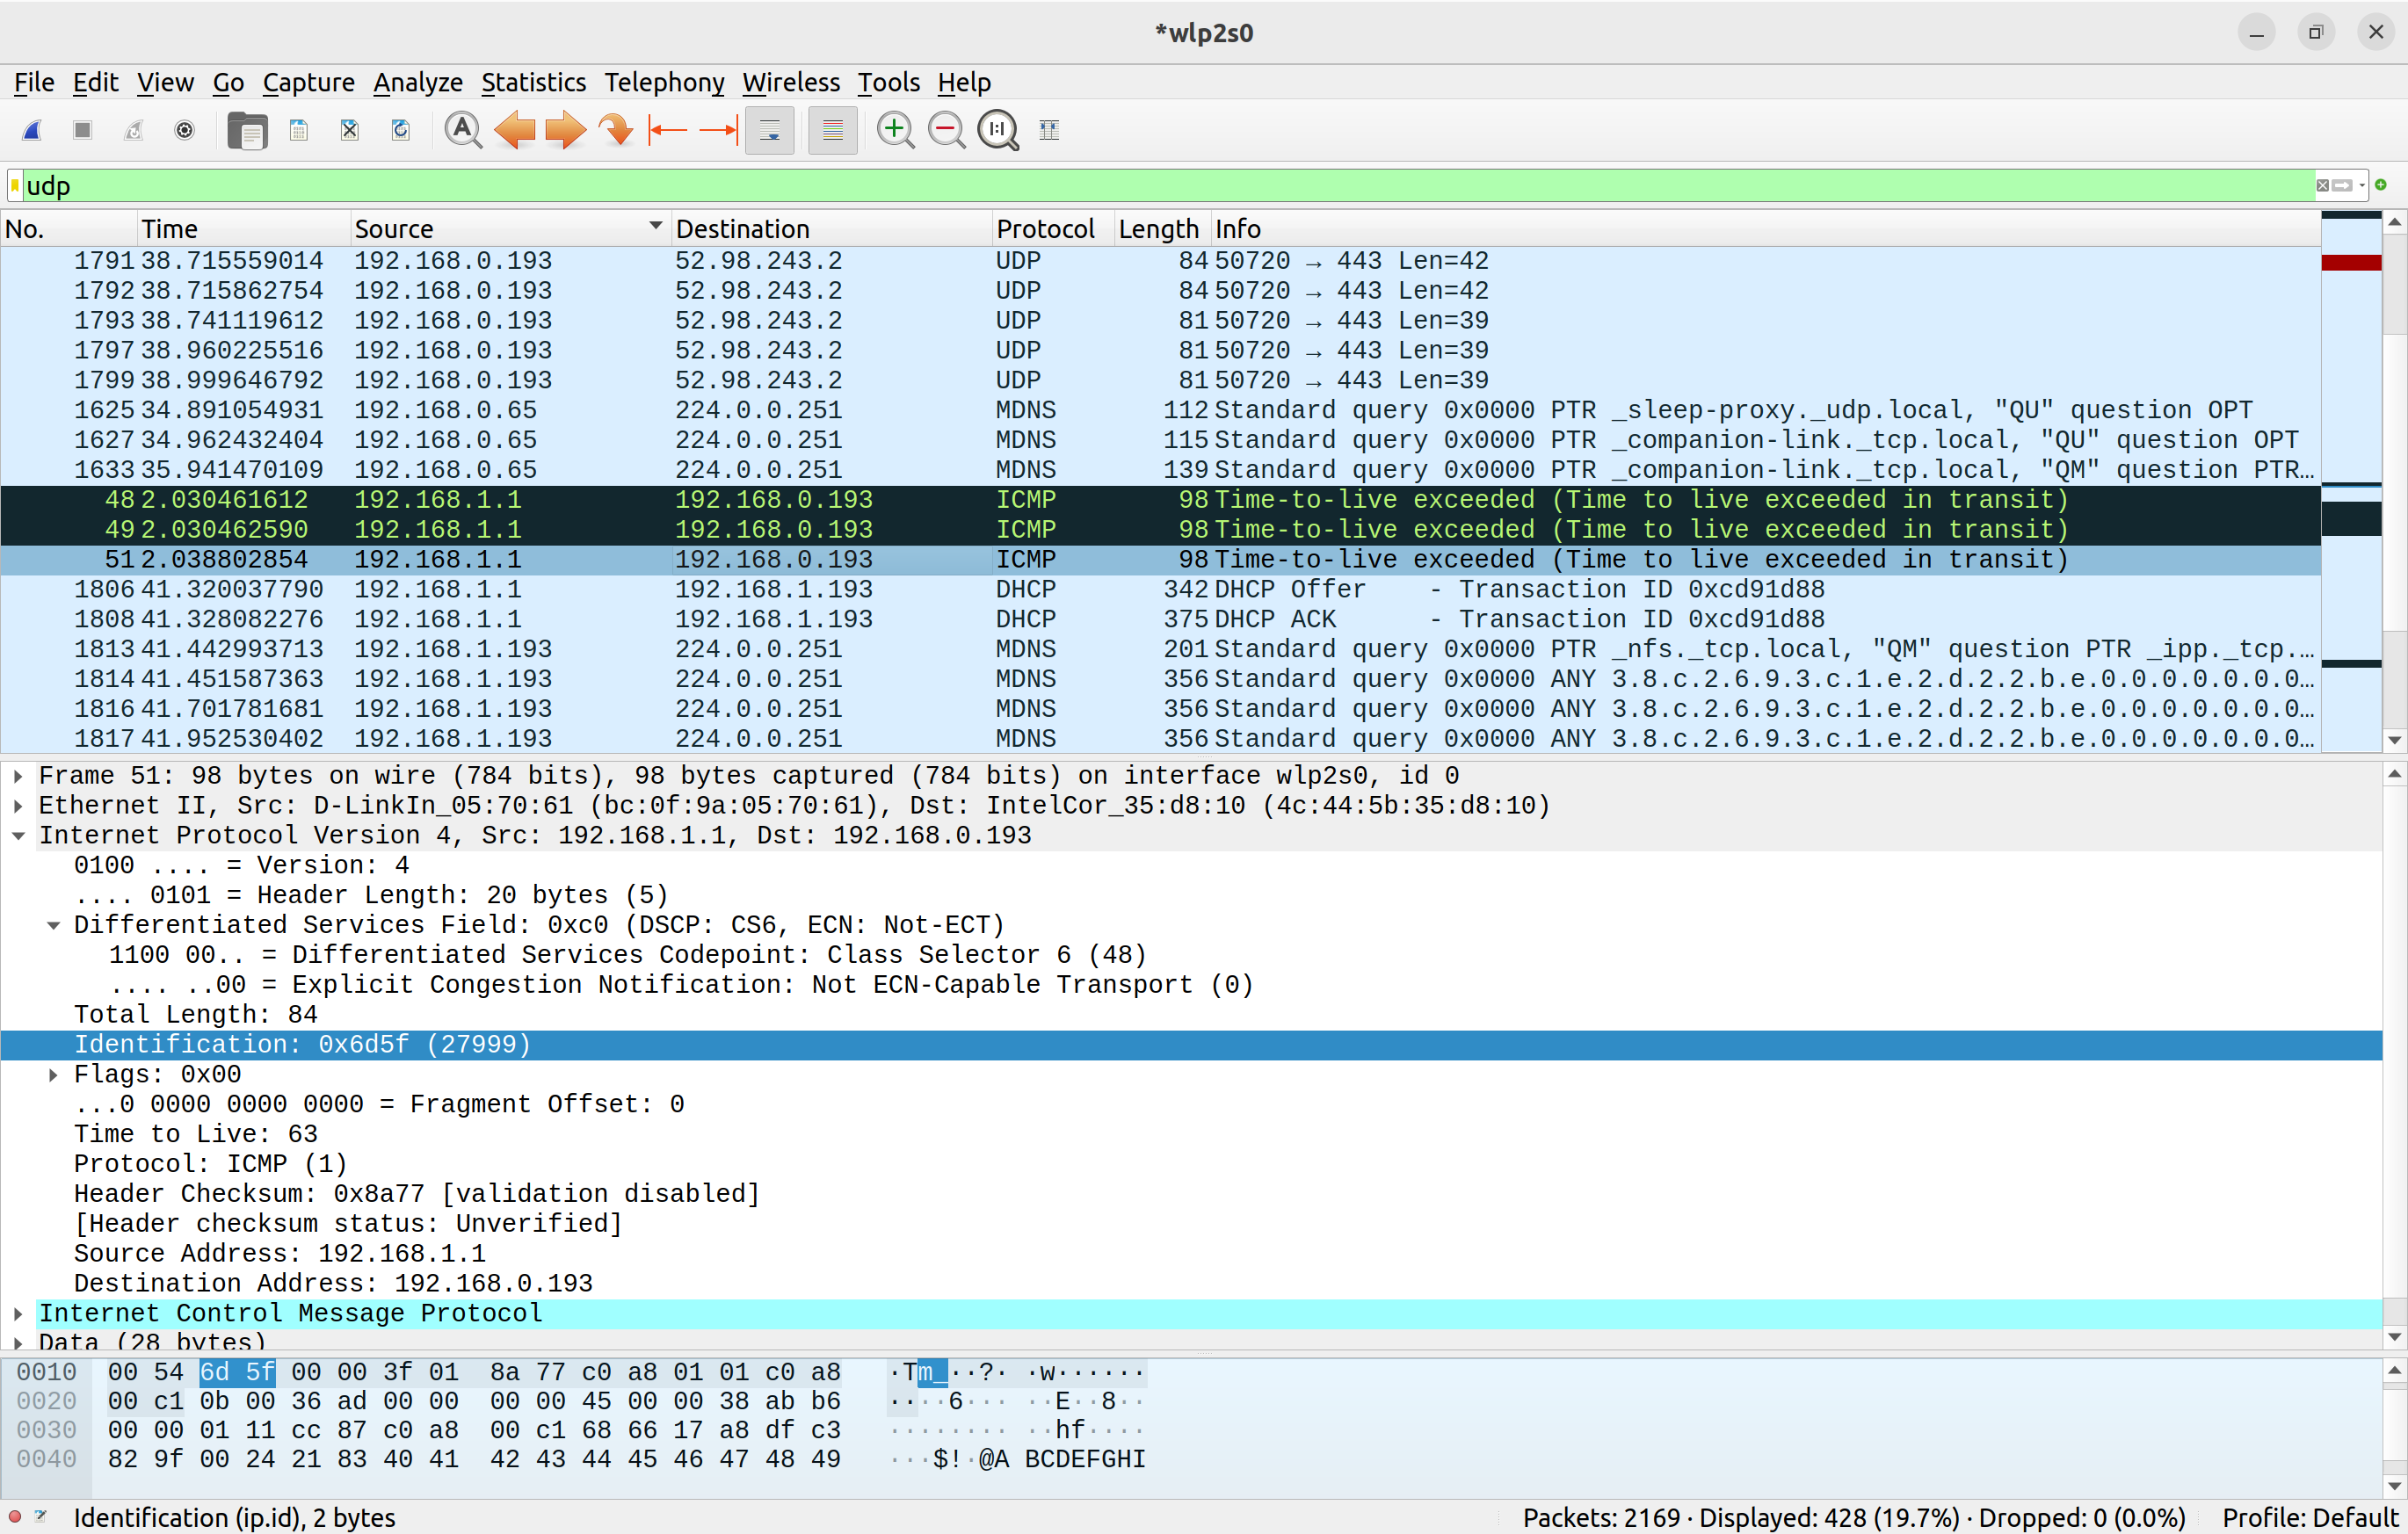 *wlp2s0
File Edit View Go Capture Analyze Statistics Telephony Wireless Tools Help
udp
No. Time Source Destination Protocol Length Info
1791 38.715559014 192.168.0.193 52.98.243.2 UDP 84 50720 → 443 Len=42
1792 38.715862754 192.168.0.193 52.98.243.2 UDP 84 50720 → 443 Len=42
1793 38.741119612 192.168.0.193 52.98.243.2 UDP 81 50720 → 443 Len=39
1797 38.960225516 192.168.0.193 52.98.243.2 UDP 81 50720 → 443 Len=39
1799 38.999646792 192.168.0.193 52.98.243.2 UDP 81 50720 → 443 Len=39
1625 34.891054931 192.168.0.65 224.0.0.251 MDNS 112 Standard query 0x0000 PTR _sleep-proxy._udp.local, "QU" question OPT
1627 34.962432404 192.168.0.65 224.0.0.251 MDNS 115 Standard query 0x0000 PTR _companion-link._tcp.local, "QU" question OPT
1633 35.941470109 192.168.0.65 224.0.0.251 MDNS 139 Standard query 0x0000 PTR _companion-link._tcp.local, "QM" question PTR…
48 2.030461612 192.168.1.1 192.168.0.193 ICMP 98 Time-to-live exceeded (Time to live exceeded in transit)
49 2.030462590 192.168.1.1 192.168.0.193 ICMP 98 Time-to-live exceeded (Time to live exceeded in transit)
51 2.038802854 192.168.1.1 192.168.0.193 ICMP 98 Time-to-live exceeded (Time to live exceeded in transit)
1806 41.320037790 192.168.1.1 192.168.1.193 DHCP 342 DHCP Offer - Transaction ID 0xcd91d88
1808 41.328082276 192.168.1.1 192.168.1.193 DHCP 375 DHCP ACK - Transaction ID 0xcd91d88
1813 41.442993713 192.168.1.193 224.0.0.251 MDNS 201 Standard query 0x0000 PTR _nfs._tcp.local, "QM" question PTR _ipp._tcp.…
1814 41.451587363 192.168.1.193 224.0.0.251 MDNS 356 Standard query 0x0000 ANY 3.8.c.2.6.9.3.c.1.e.2.d.2.2.b.e.0.0.0.0.0.0.0…
1816 41.701781681 192.168.1.193 224.0.0.251 MDNS 356 Standard query 0x0000 ANY 3.8.c.2.6.9.3.c.1.e.2.d.2.2.b.e.0.0.0.0.0.0.0…
1817 41.952530402 192.168.1.193 224.0.0.251 MDNS 356 Standard query 0x0000 ANY 3.8.c.2.6.9.3.c.1.e.2.d.2.2.b.e.0.0.0.0.0.0.0…
Frame 51: 98 bytes on wire (784 bits), 98 bytes captured (784 bits) on interface wlp2s0, id 0
Ethernet II, Src: D-LinkIn_05:70:61 (bc:0f:9a:05:70:61), Dst: IntelCor_35:d8:10 (4c:44:5b:35:d8:10)
Internet Protocol Version 4, Src: 192.168.1.1, Dst: 192.168.0.193
0100 .... = Version: 4
.... 0101 = Header Length: 20 bytes (5)
Differentiated Services Field: 0xc0 (DSCP: CS6, ECN: Not-ECT)
1100 00.. = Differentiated Services Codepoint: Class Selector 6 (48)
.... ..00 = Explicit Congestion Notification: Not ECN-Capable Transport (0)
Total Length: 84
Identification: 0x6d5f (27999)
Flags: 0x00
...0 0000 0000 0000 = Fragment Offset: 0
Time to Live: 63
Protocol: ICMP (1)
Header Checksum: 0x8a77 [validation disabled]
[Header checksum status: Unverified]
Source Address: 192.168.1.1
Destination Address: 192.168.0.193
Internet Control Message Protocol
Data (28 bytes)
0010 00 54 6d 5f 00 00 3f 01 8a 77 c0 a8 01 01 c0 a8 ·Tm_··?· ·w······
0020 00 c1 0b 00 36 ad 00 00 00 00 45 00 00 38 ab b6 ····6··· ··E··8··
0030 00 00 01 11 cc 87 c0 a8 00 c1 68 66 17 a8 df c3 ········ ··hf····
0040 82 9f 00 24 21 83 40 41 42 43 44 45 46 47 48 49 ···$!·@A BCDEFGHI
Identification (ip.id), 2 bytes Packets: 2169 · Displayed: 428 (19.7%) · Dropped: 0 (0.0%) Profile: Default